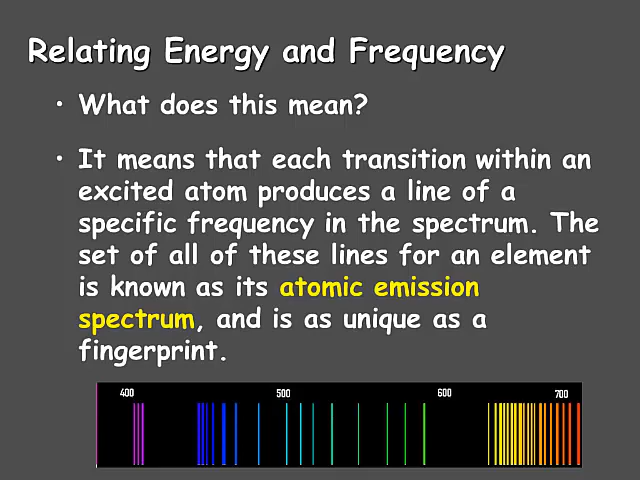 Relating Energy and Frequency
• What does this mean?
• It means that each transition within an
excited atom produces a line of a
specific frequency in the spectrum. The
set of all of these lines for an element
is known as its atomic emission
spectrum, and is as unique as a
fingerprint.
400 500 600 700